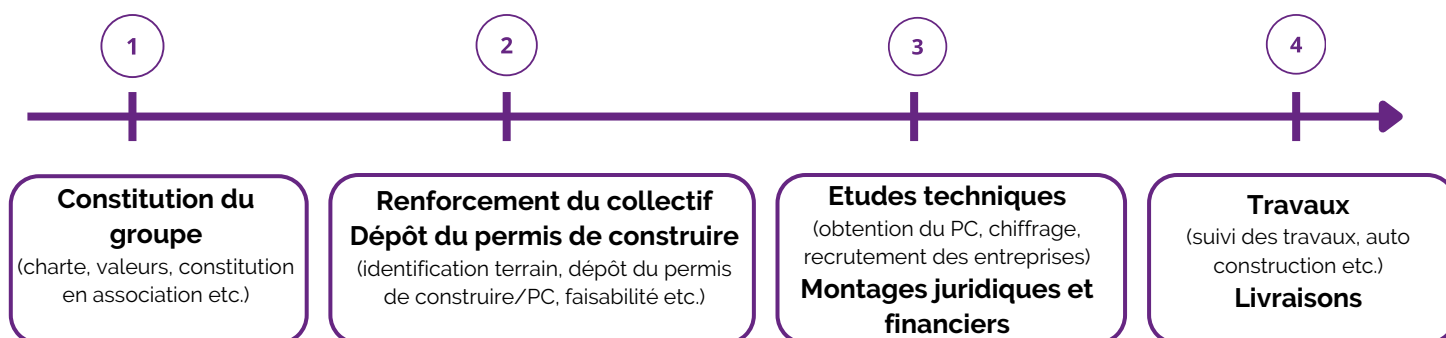 1
2
3
4
Constitution du
groupe
(charte, valeurs, constitution
en association etc.)
Renforcement du collectif
Dépôt du permis de construire
(identification terrain, dépôt du permis
de construire/PC, faisabilité etc.)
Etudes techniques
(obtention du PC, chiffrage,
recrutement des entreprises)
Montages juridiques et
financiers
Travaux
(suivi des travaux, auto
construction etc.)
Livraisons